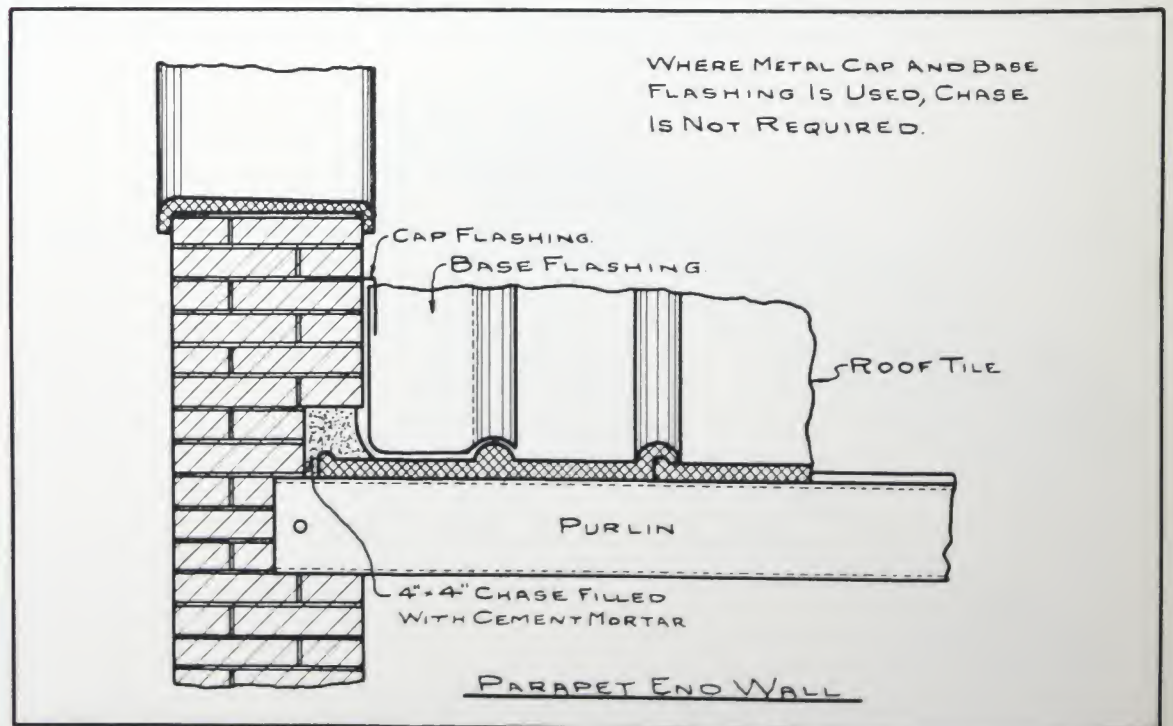 WHERE METAL CAP AND BASE
FLASHING IS USED, CHASE
IS NOT REQUIRED.
CAP FLASHING.
BASE FLASHING.
ROOF TILE
PURLIN
4"×4" CHASE FILLED
WITH CEMENT MORTAR
PARAPET END WALL